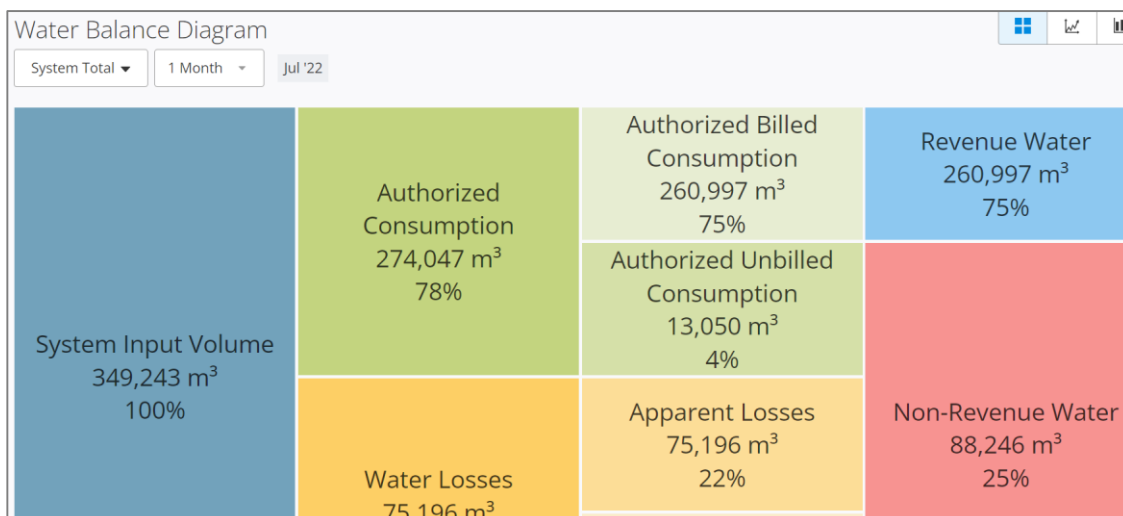 Water Balance Diagram
System Total
1 Month
Jul '22
System Input Volume
349,243 m³
100%
Authorized
Consumption
274,047 m³
78%
Water Losses
75,196 m³
Authorized Billed
Consumption
260,997 m³
75%
Authorized Unbilled
Consumption
13,050 m³
4%
Apparent Losses
75,196 m³
22%
Revenue Water
260,997 m³
75%
Non-Revenue Water
88,246 m³
25%